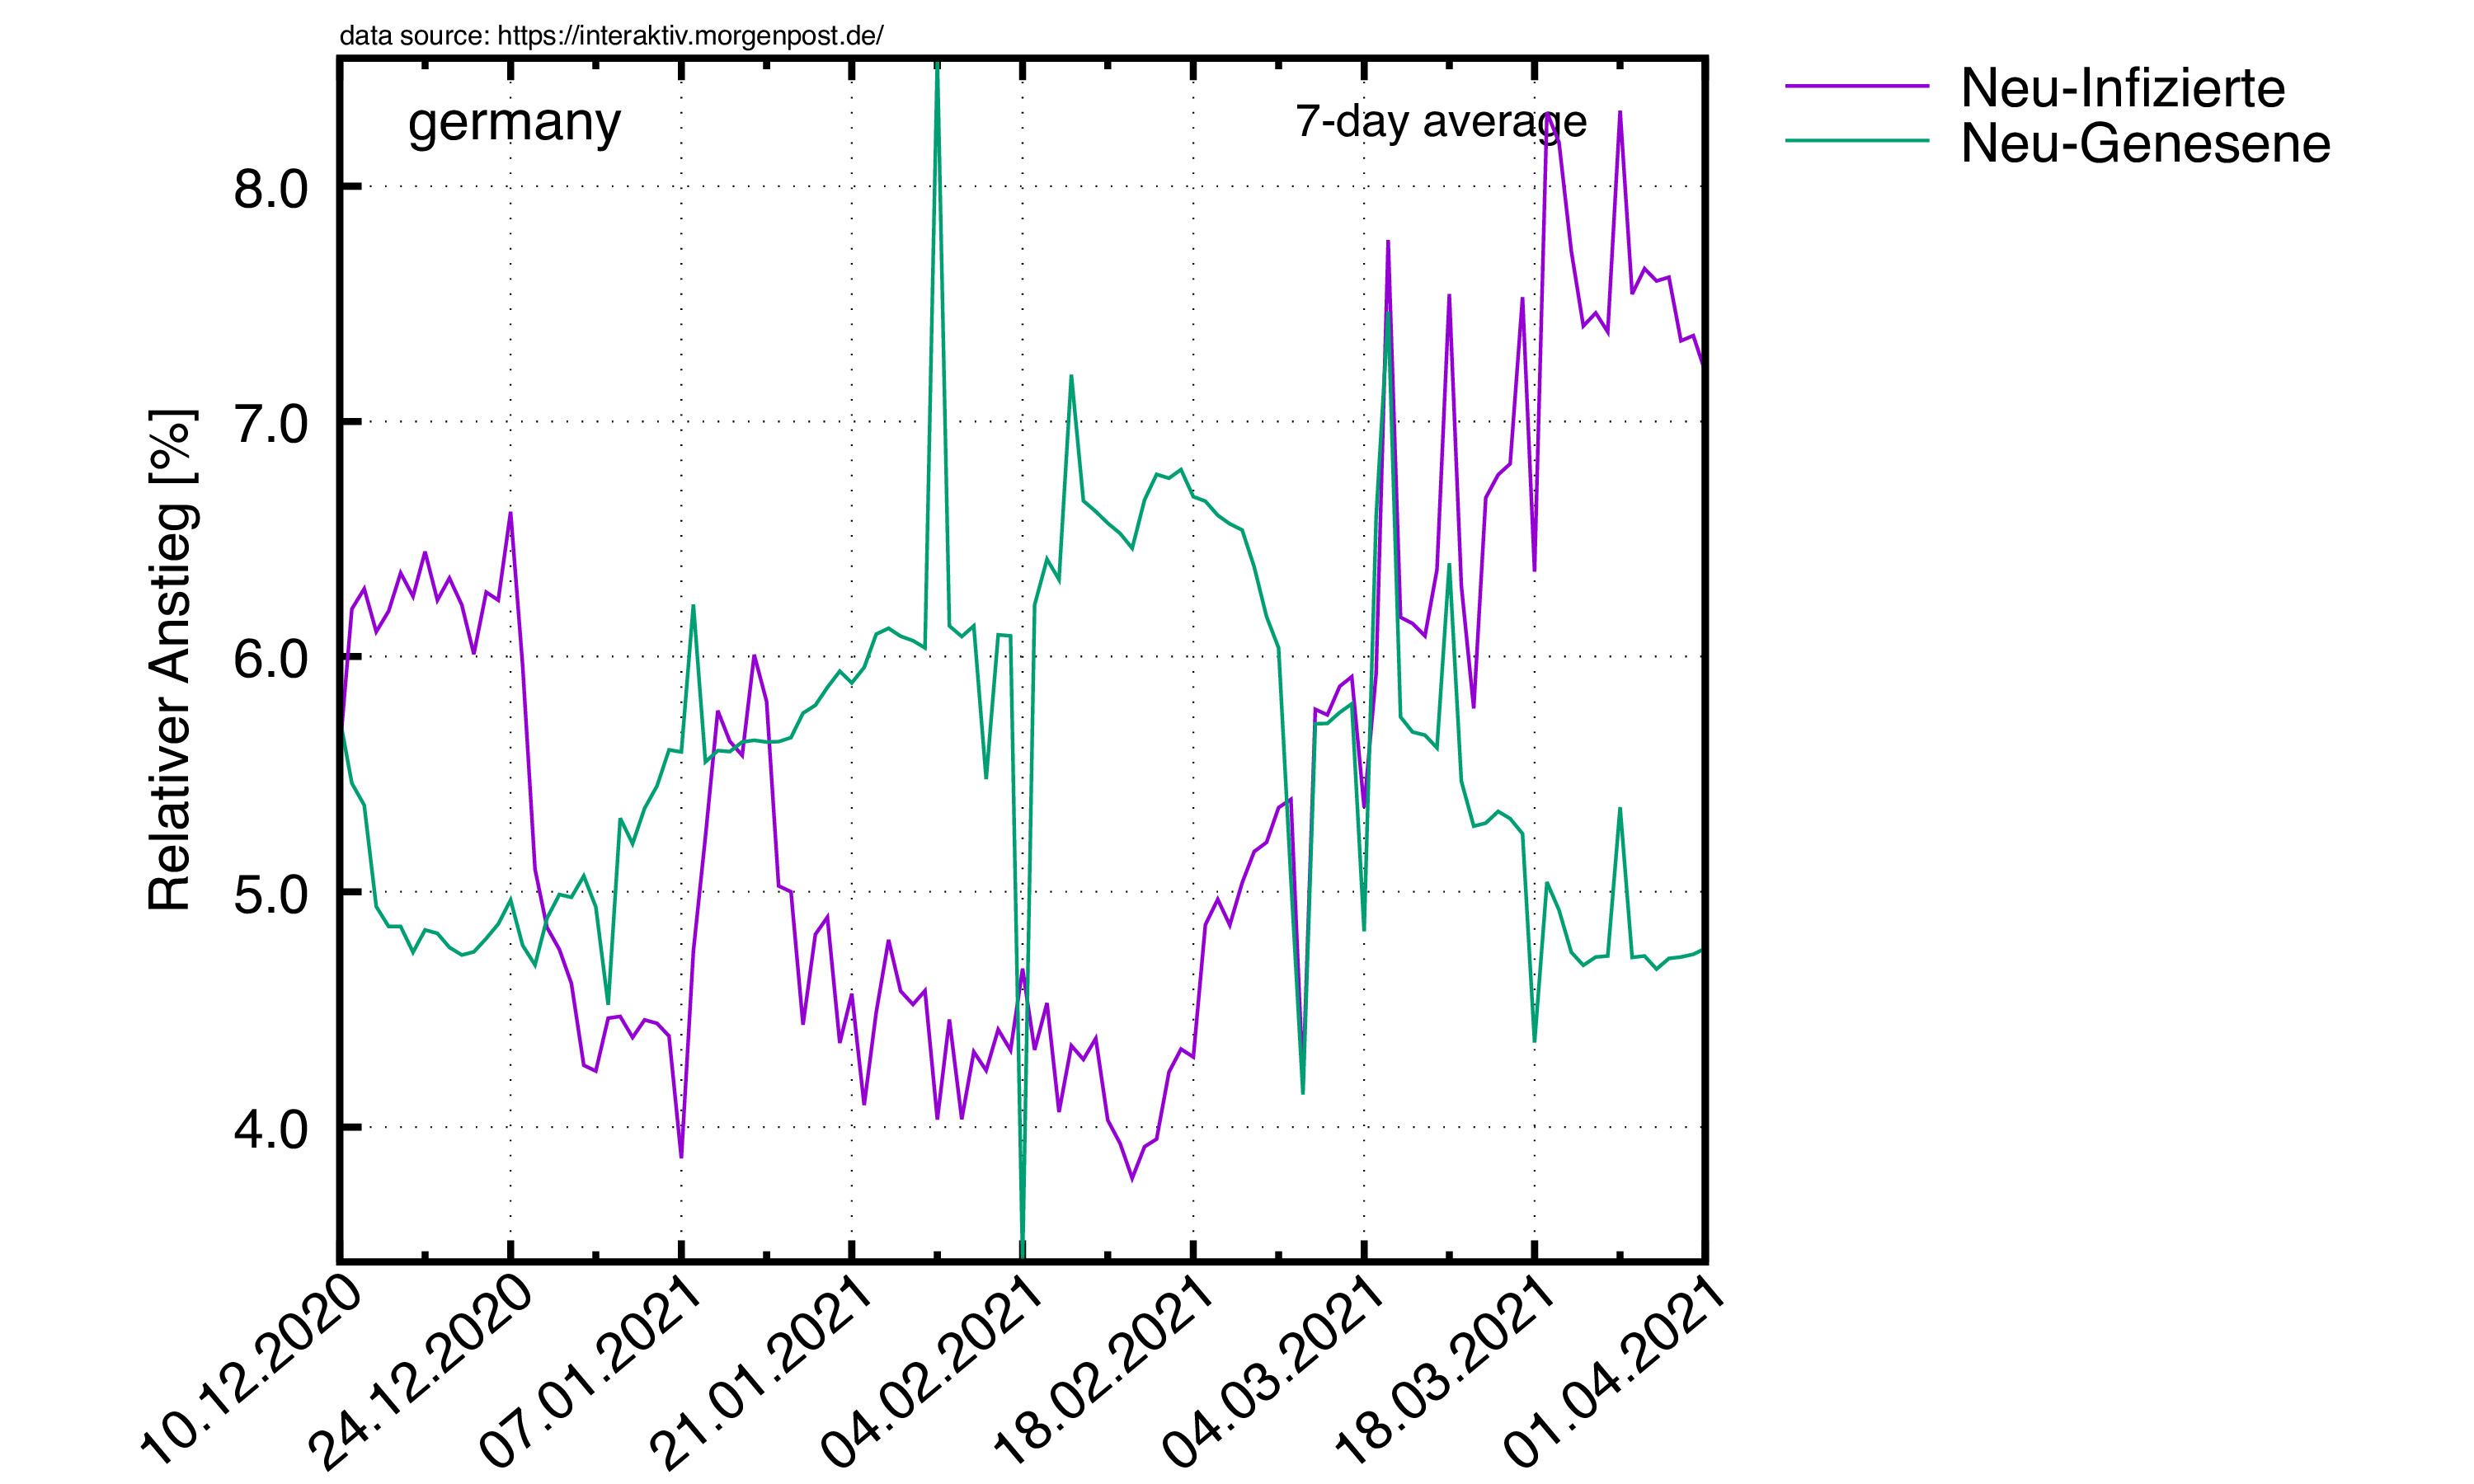 data source: https://interaktiv.morgenpost.de/
germany
7-day average
Neu-Infizierte
Neu-Genesene
Relativer Anstieg [%]
8.0
7.0
6.0
5.0
4.0
10.12.2020
24.12.2020
07.01.2021
21.01.2021
04.02.2021
18.02.2021
04.03.2021
18.03.2021
01.04.2021